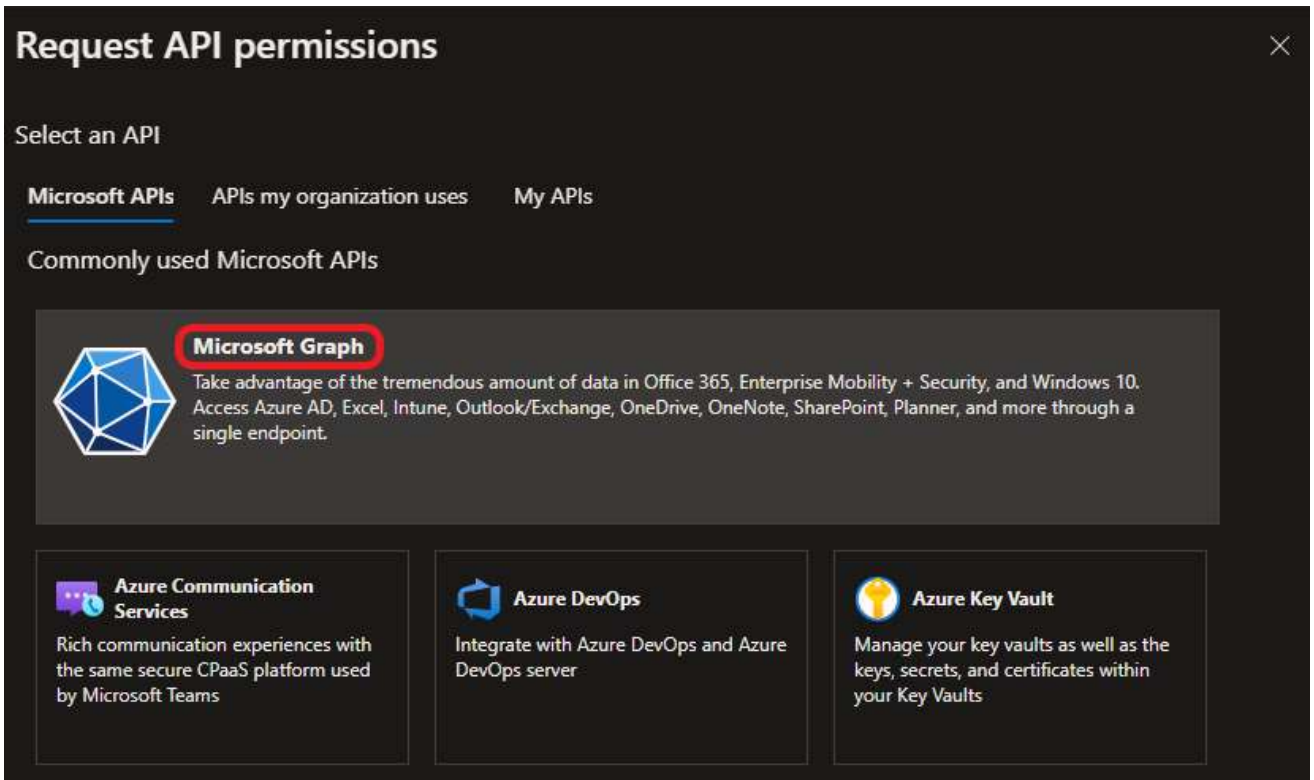 Request API permissions
Select an API
Microsoft APIs APIs my organization uses My APIs
Commonly used Microsoft APIs
Microsoft Graph
Take advantage of the tremendous amount of data in Office 365, Enterprise Mobility + Security, and Windows 10.
Access Azure AD, Excel, Intune, Outlook/Exchange, OneDrive, OneNote, SharePoint, Planner, and more through a
single endpoint.
Azure Communication
Services
Rich communication experiences with
the same secure CPaaS platform used
by Microsoft Teams
Azure DevOps
Integrate with Azure DevOps and Azure
DevOps server
Azure Key Vault
Manage your key vaults as well as the
keys, secrets, and certificates within
your Key Vaults